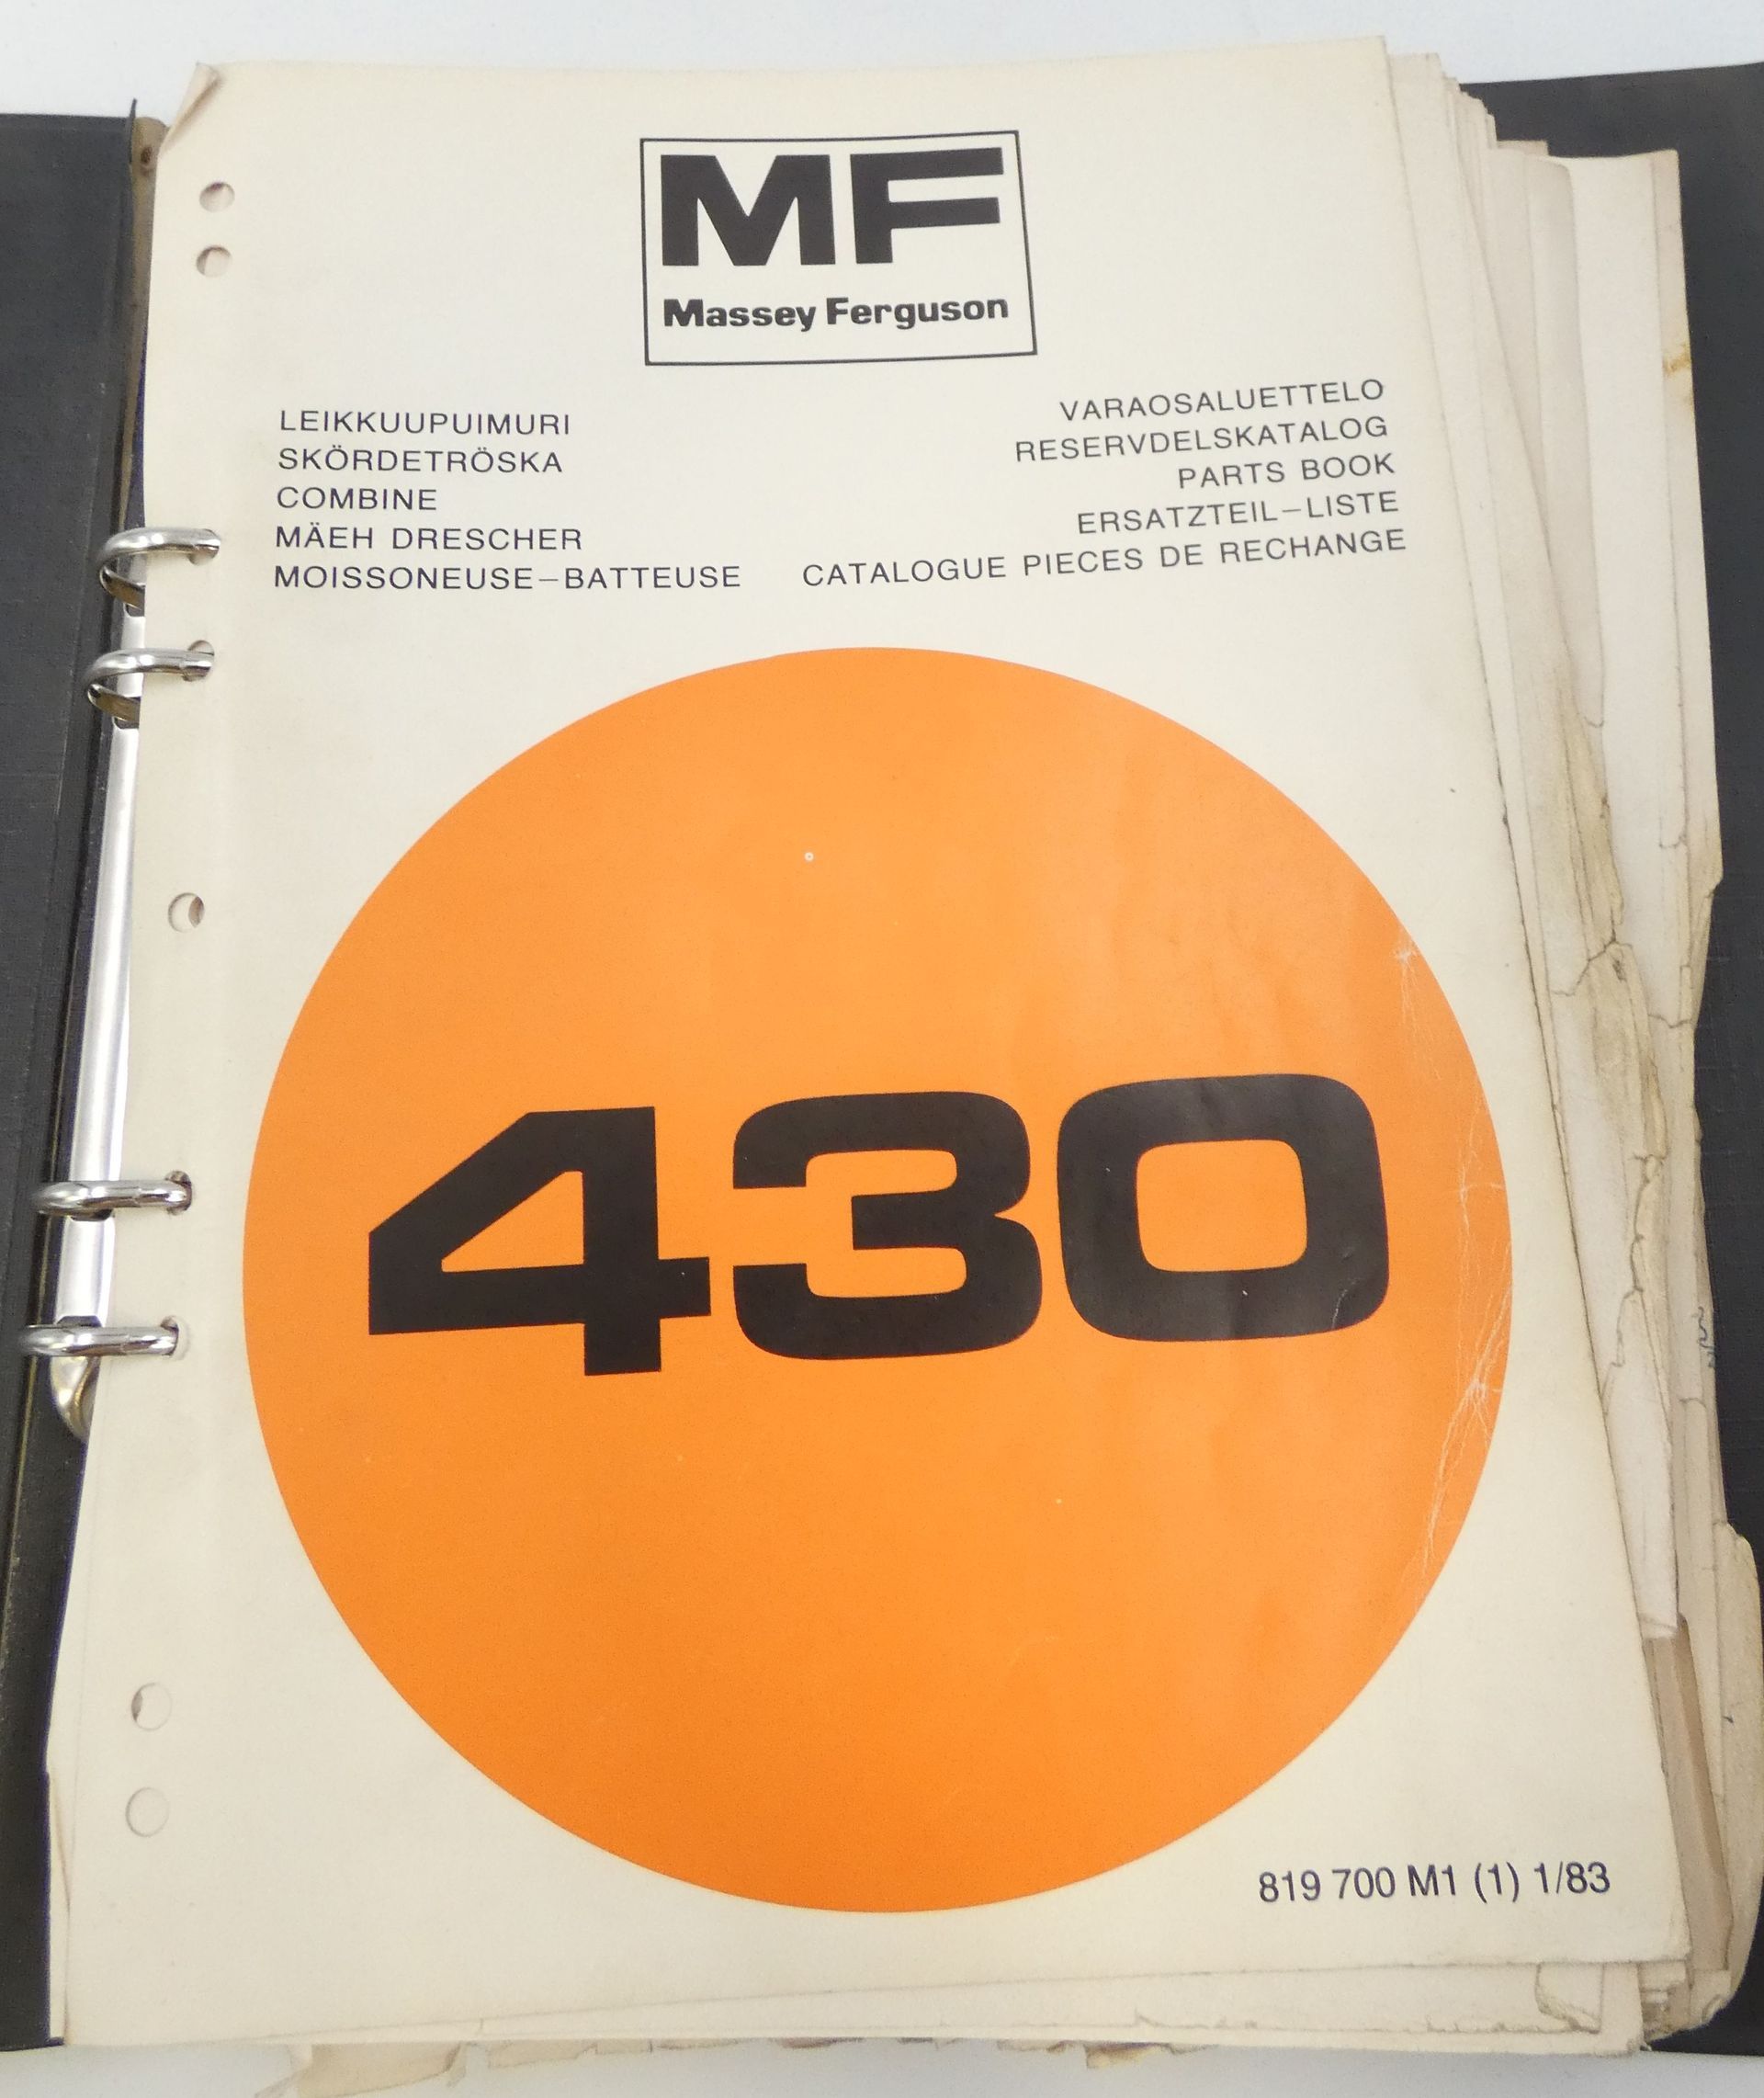 MF
Massey Ferguson
LEIKKUUPUIMURI
SKÖRDETRÖSKA
COMBINE
MÄEH DRESCHER
MOISSONEUSE–BATTEUSE
VARAOSALUETTELO
RESERVDELSKATALOG
PARTS BOOK
ERSATZTEIL–LISTE
CATALOGUE PIECES DE RECHANGE
430
819 700 M1 (1) 1/83